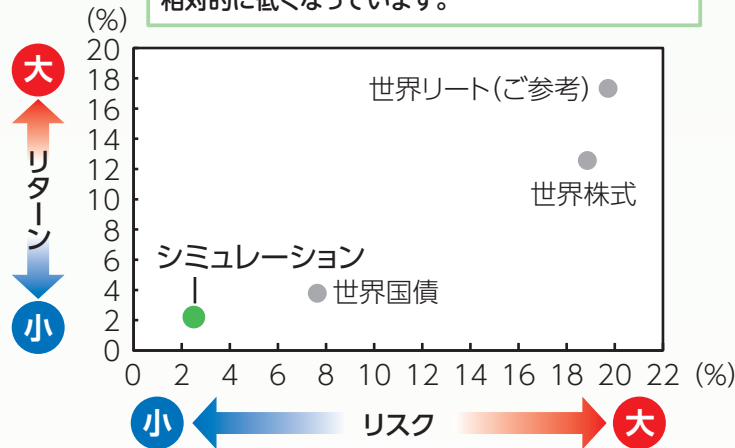 相対的に低くなっています。
(%)
20
18
16
14
12
10
8
6
4
2
0
大
リターン
小
世界リート(ご参考)
世界株式
シミュレーション
世界国債
0 2 4 6 8 10 12 14 16 18 20 22 (%)
小 リスク 大